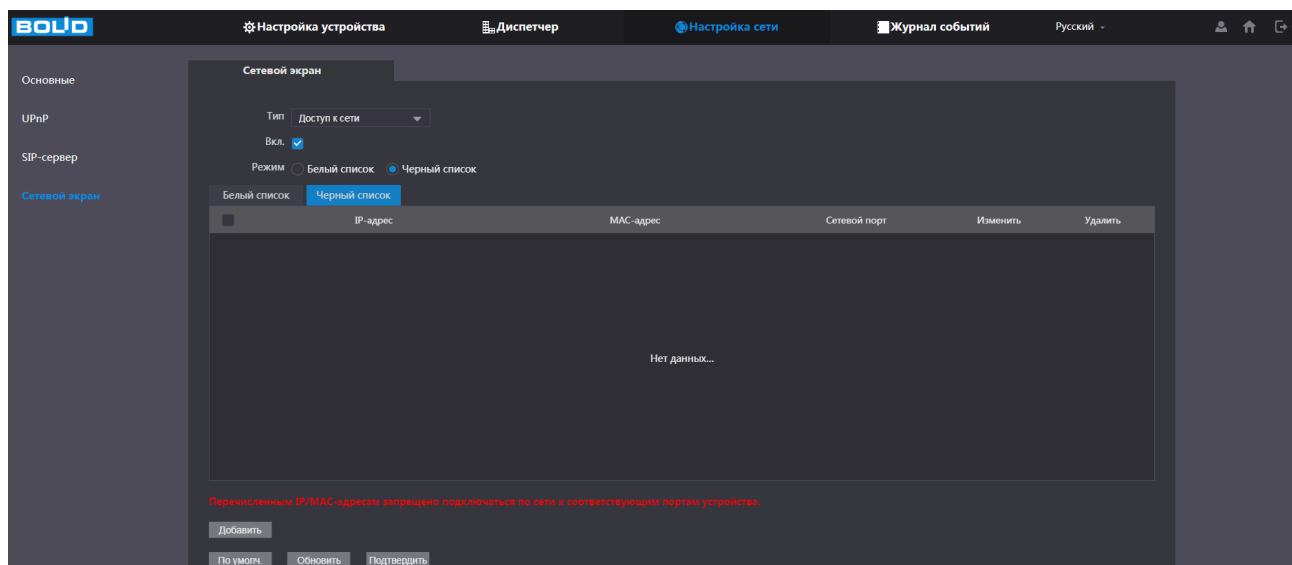 BOLID Настройка устройства Диспетчер Настройка сети Журнал событий Русский
Сетевой экран
Основные
UPnP
SIP-сервер
Сетевой экран
Тип Доступ к сети
Вкл.
Режим Белый список Черный список
Белый список Черный список
IP-адрес MAC-адрес Сетевой порт Изменить Удалить
Нет данных...
Перечисленным IP/MAC-адресам запрещено подключаться по сети к соответствующим портам устройства.
Добавить
По умолч. Обновить Подтвердить